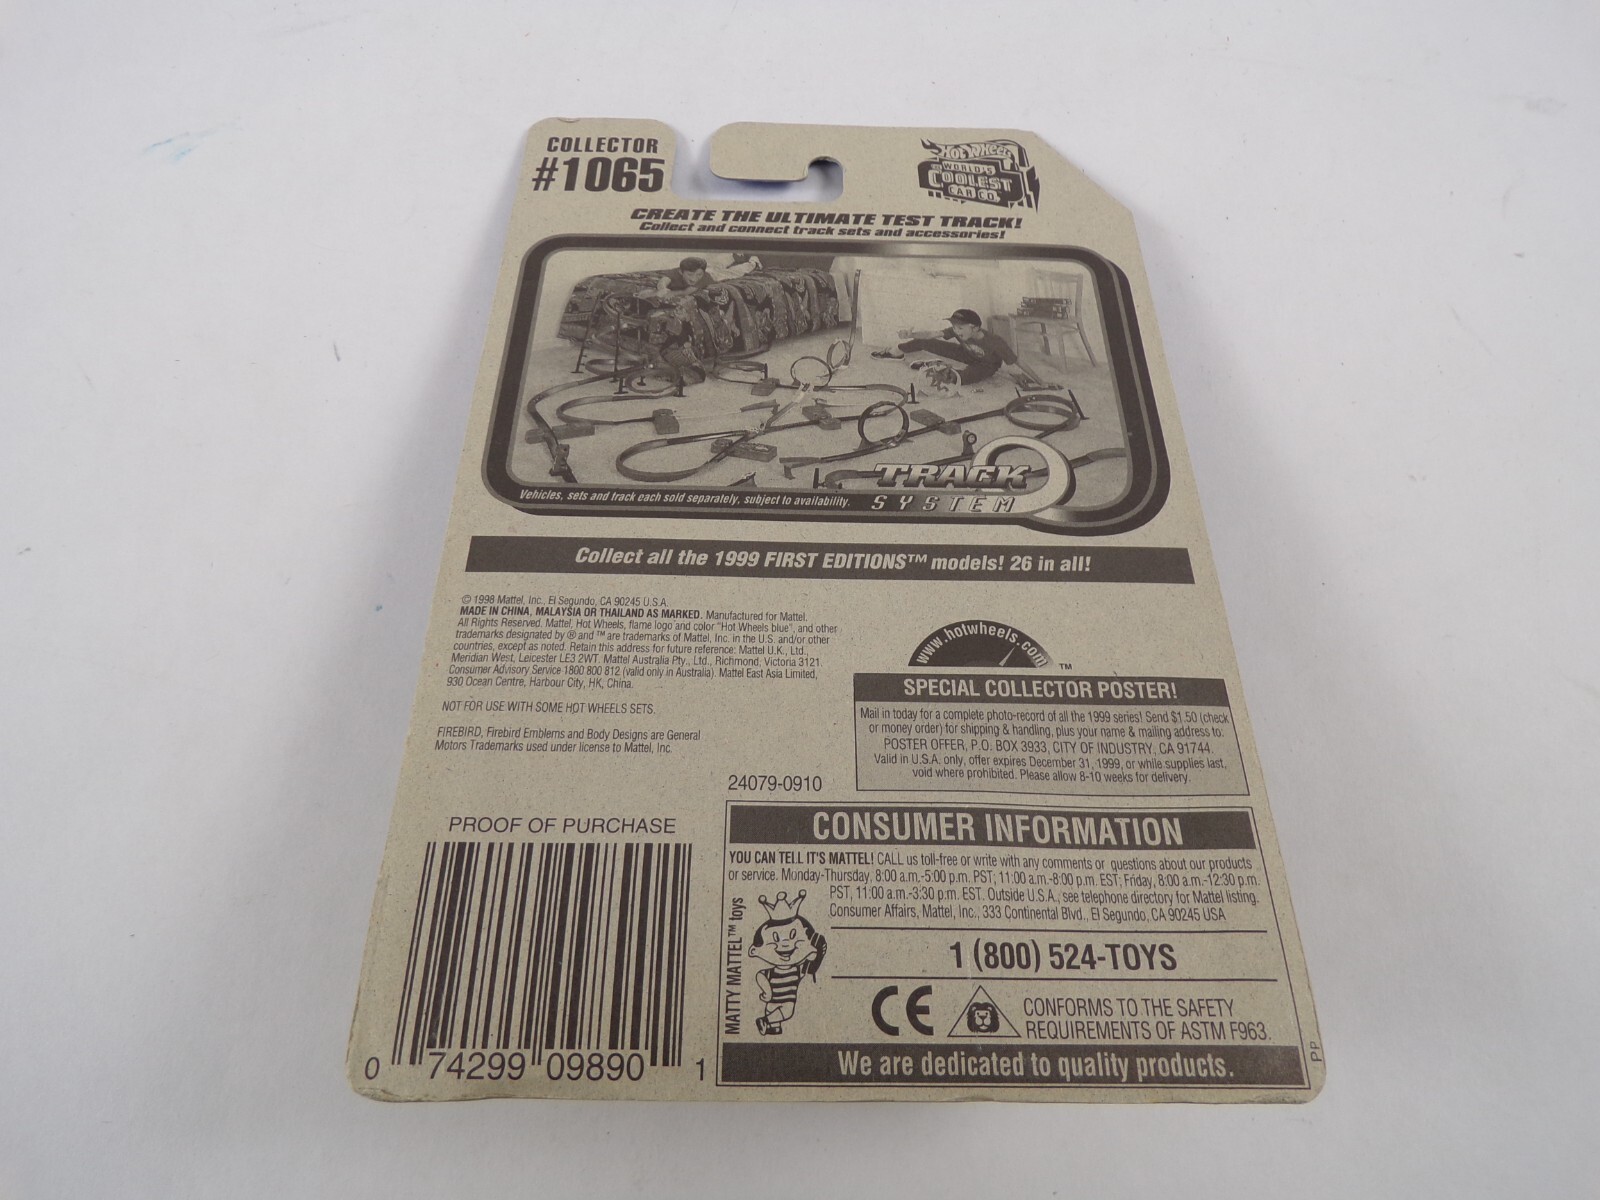 COLLECTOR
#1065
Hot Wheels
WORLD'S
COOLEST
CAR CO.
CREATE THE ULTIMATE TEST TRACK!
Collect and connect track sets and accessories!
TRACK
SYSTEM
Vehicles, sets and track each sold separately, subject to availability.
Collect all the 1999 FIRST EDITIONS™ models! 26 in all!
© 1998 Mattel, Inc., El Segundo, CA 90245 U.S.A.
MADE IN CHINA, MALAYSIA OR THAILAND AS MARKED. Manufactured for Mattel.
All Rights Reserved. Mattel, Hot Wheels, flame logo and color "Hot Wheels blue", and other
trademarks designated by ® and ™ are trademarks of Mattel, Inc. in the U.S. and/or other
countries, except as noted. Retain this address for future reference: Mattel U.K., Ltd.,
Meridian West, Leicester LE3 2WT. Mattel Australia Pty., Ltd., Richmond, Victoria 3121.
Consumer Advisory Service-1800 800 812 (valid only in Australia). Mattel East Asia Limited,
930 Ocean Centre, Harbour City, HK, China.
NOT FOR USE WITH SOME HOT WHEELS SETS.
FIREBIRD, Firebird Emblems and Body Designs are General
Motors Trademarks used under license to Mattel, Inc.
www.hotwheels.com
™
SPECIAL COLLECTOR POSTER!
Mail in today for a complete photo-record of all the 1999 series! Send $1.50 (check
or money order) for shipping & handling, plus your name & mailing address to:
POSTER OFFER, P.O. BOX 3933, CITY OF INDUSTRY, CA 91744.
Valid in U.S.A. only, offer expires December 31, 1999, or while supplies last,
void where prohibited. Please allow 8-10 weeks for delivery.
24079-0910
PROOF OF PURCHASE
0 74299 09890 1
CONSUMER INFORMATION
YOU CAN TELL IT'S MATTEL! CALL us toll-free or write with any comments or questions about our products
or service. Monday-Thursday, 8:00 a.m.-5:00 p.m. PST; 11:00 a.m.-8:00 p.m. EST; Friday, 8:00 a.m.-12:30 p.m.
PST, 11:00 a.m.-3:30 p.m. EST. Outside U.S.A., see telephone directory for Mattel listing.
Consumer Affairs, Mattel, Inc., 333 Continental Blvd., El Segundo, CA 90245 USA
MATTY MATTEL™ toys
1 (800) 524-TOYS
CE
CONFORMS TO THE SAFETY
REQUIREMENTS OF ASTM F963.
We are dedicated to quality products.
PP